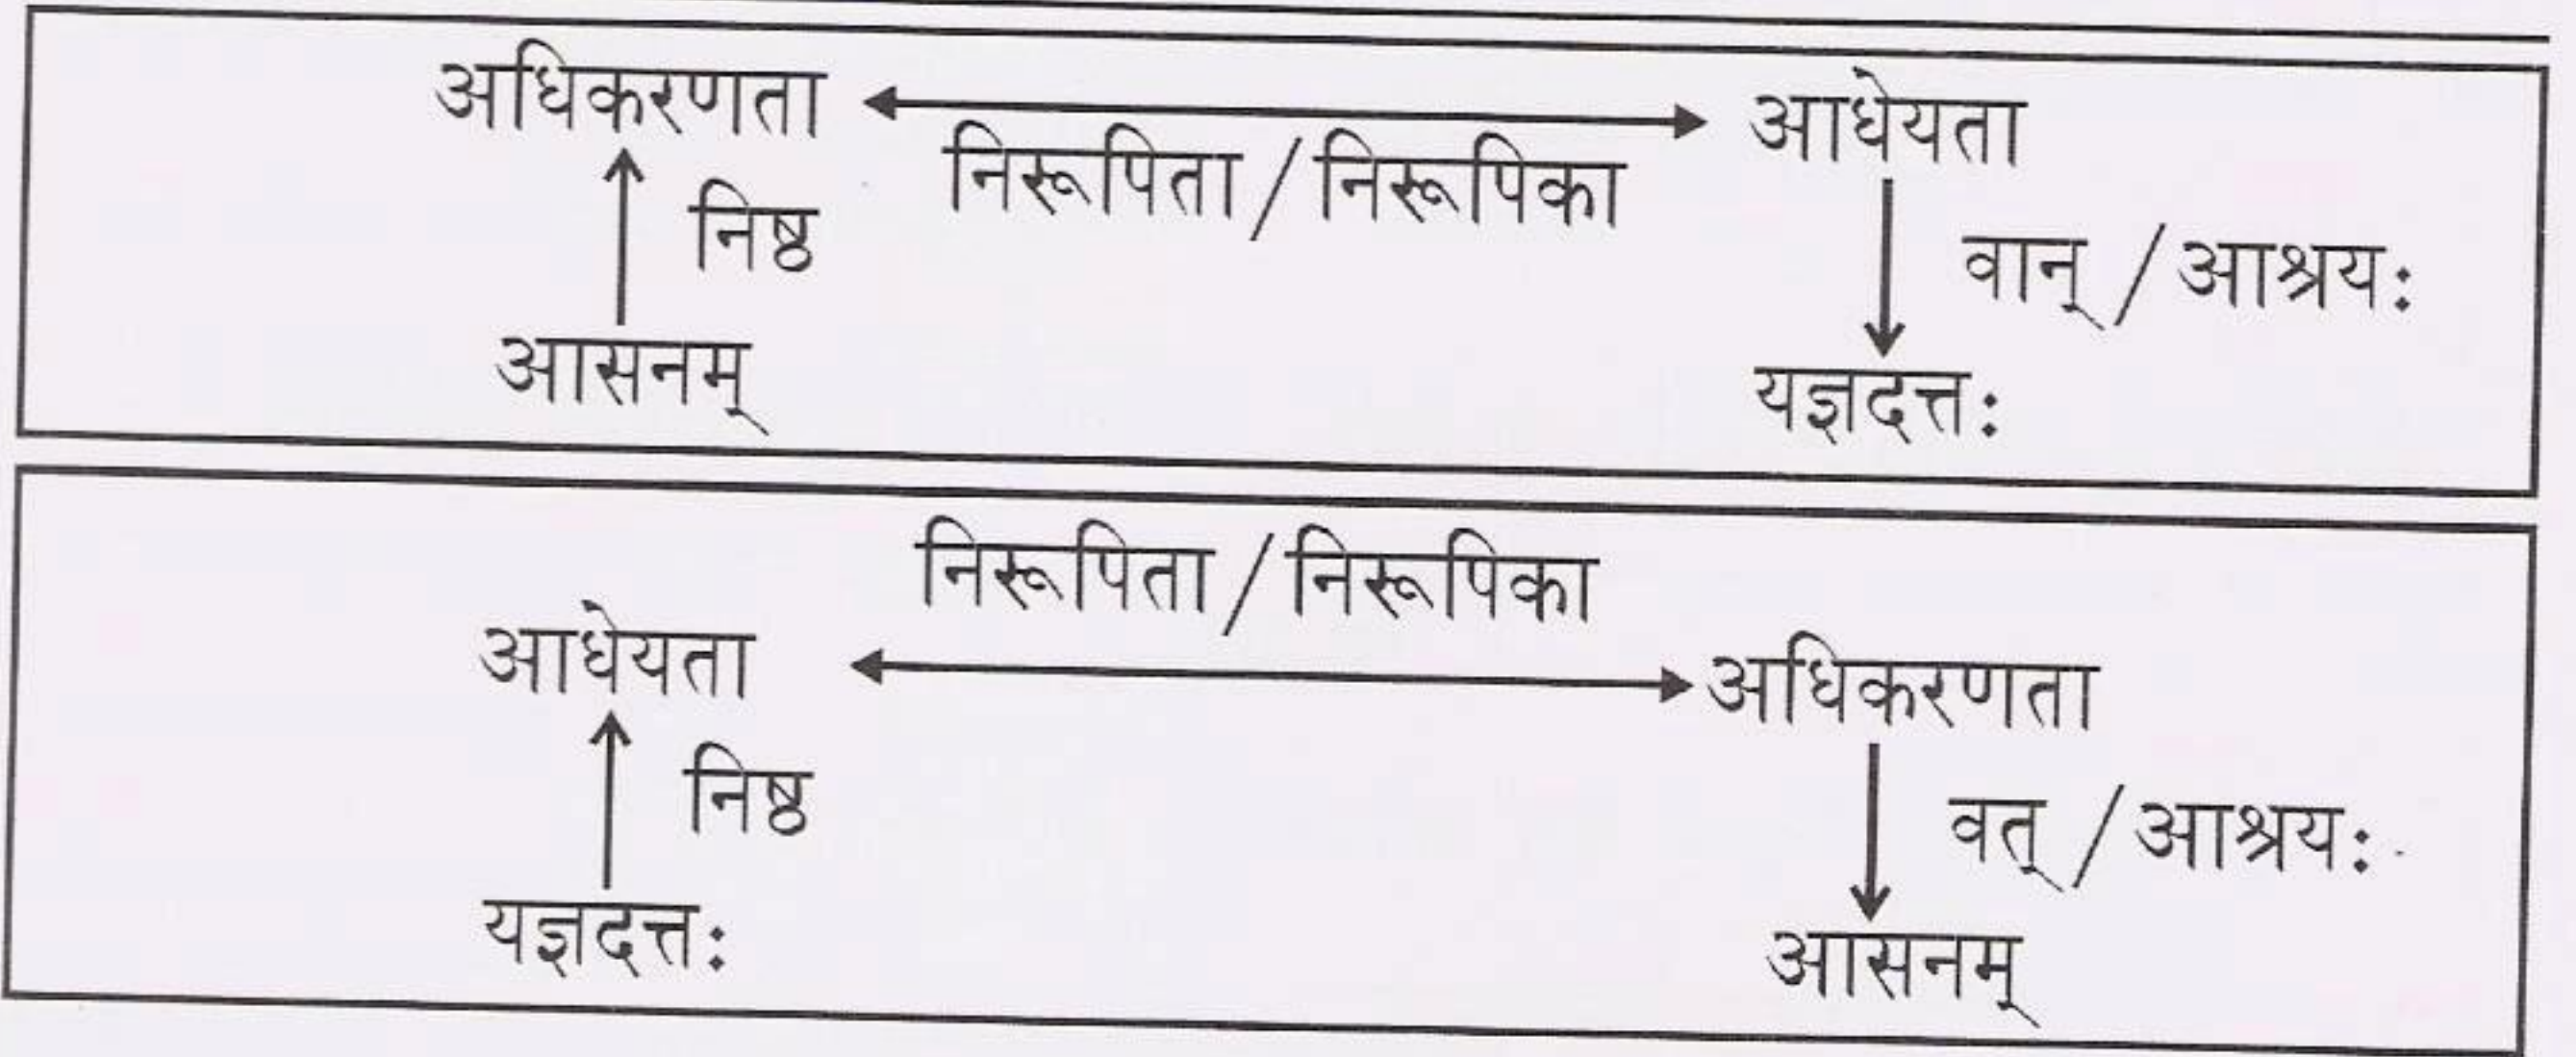 अधिकरणता आधेयता
निरूपिता/निरूपिका
निष्ठ वान्/आश्रयः
आसनम् यज्ञदत्तः
निरूपिता/निरूपिका
आधेयता अधिकरणता
निष्ठ वत्/आश्रयः
यज्ञदत्तः आसनम्